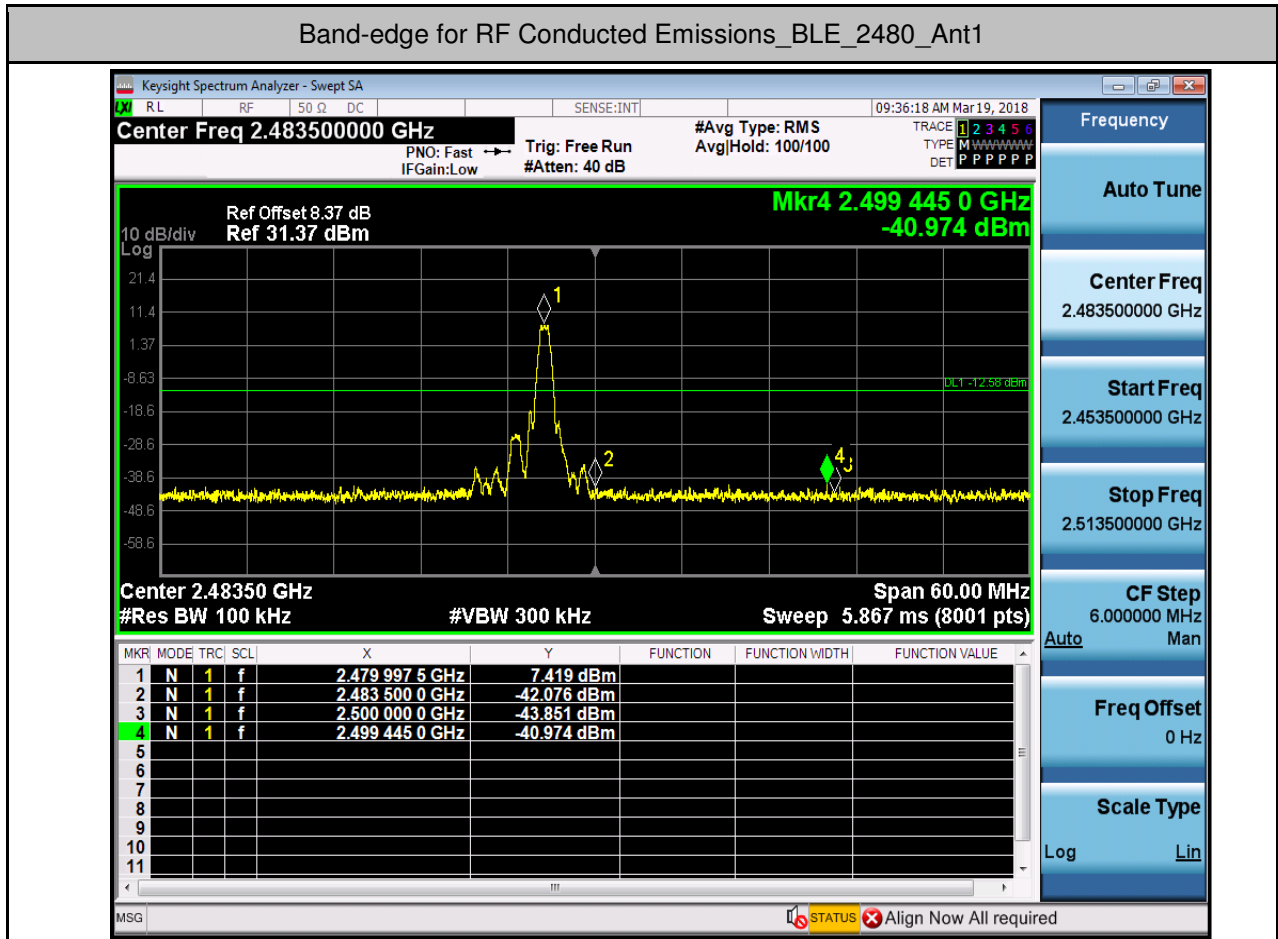 Band-edge for RF Conducted Emissions_BLE_2480_Ant1
Keysight Spectrum Analyzer - Swept SA
LXI RL RF 50 Ω DC SENSE:INT 09:36:18 AM Mar 19, 2018
Center Freq 2.483500000 GHz
PNO: Fast
IFGain:Low
Trig: Free Run
#Atten: 40 dB
#Avg Type: RMS
Avg|Hold: 100/100
TRACE 1 2 3 4 5 6
TYPE M WWWWW
DET P P P P P P
Mkr4 2.499 445 0 GHz
-40.974 dBm
Ref Offset 8.37 dB
10 dB/div Ref 31.37 dBm
Log
21.4
11.4
1.37
-8.63
-18.6
-28.6
-38.6
-48.6
-58.6
1
2
4
3
DL1 -12.58 dBm
Center 2.48350 GHz Span 60.00 MHz
#Res BW 100 kHz #VBW 300 kHz Sweep 5.867 ms (8001 pts)
MKR MODE TRC SCL X Y FUNCTION FUNCTION WIDTH FUNCTION VALUE
1 N 1 f 2.479 997 5 GHz 7.419 dBm
2 N 1 f 2.483 500 0 GHz -42.076 dBm
3 N 1 f 2.500 000 0 GHz -43.851 dBm
4 N 1 f 2.499 445 0 GHz -40.974 dBm
5
6
7
8
9
10
11
MSG STATUS Align Now All required
Frequency
Auto Tune
Center Freq
2.483500000 GHz
Start Freq
2.453500000 GHz
Stop Freq
2.513500000 GHz
CF Step
6.000000 MHz
Auto Man
Freq Offset
0 Hz
Scale Type
Log Lin